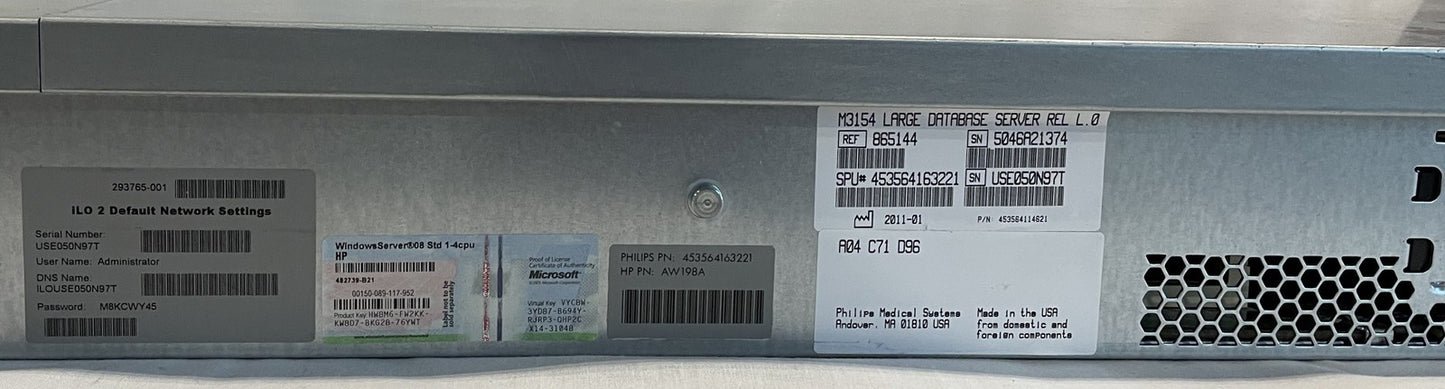 293765-001
iLO 2 Default Network Settings
Serial Number:
USE050N97T
User Name: Administrator
DNS Name:
ILOUSE050N97T
Password: M8KCWY45
WindowsServer®08 Std 1-4cpu
HP
482739-B21
00150-089-117-952
Product Key: HWBM6-FW2KK-
KWBD7-BKG2B-76YWT
Label not to be
sold separately
Proof of License
Certificate of Authenticity
Microsoft
Virtual Key VYCBW-
3YD87-B694Y-
RJRP3-QHP2C
X14-31048
PHILIPS PN: 453564163221
HP PN: AW198A
M3154 LARGE DATABASE SERVER REL L.0
REF 865144
SN 5046A21374
SPU# 453564163221
SN USE050N97T
2011-01
P/N: 453564114621
A04 C71 D96
Philips Medical Systems
Andover, MA 01810 USA
Made in the USA
from domestic and
foreign components